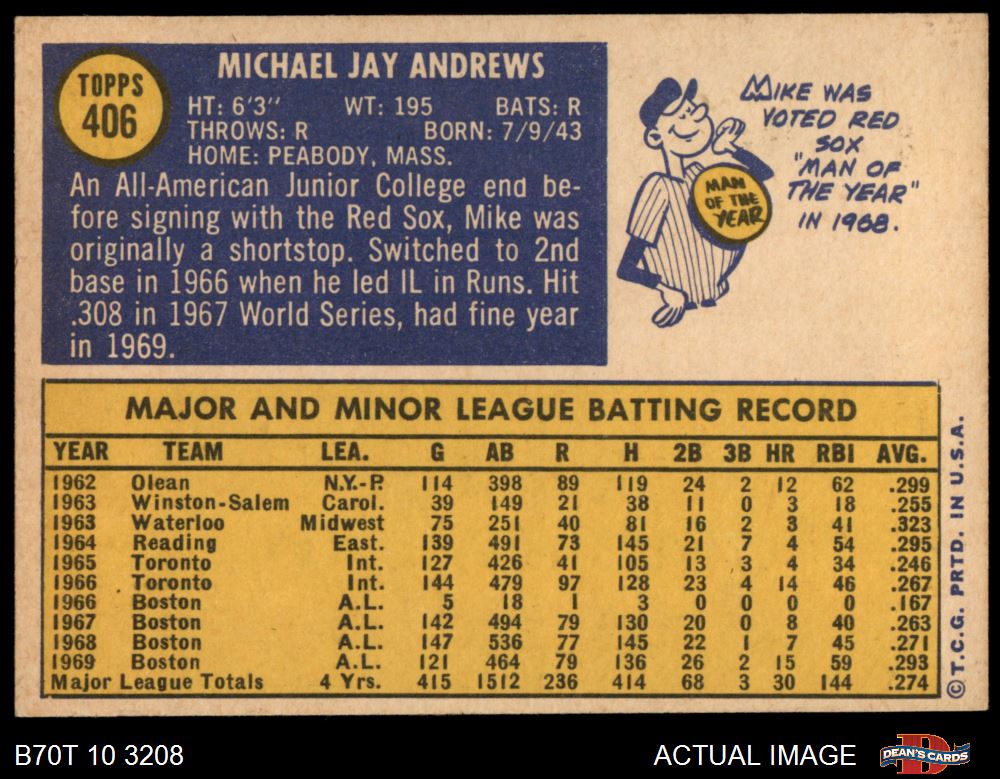 TOPPS
406
MICHAEL JAY ANDREWS
HT: 6'3" WT: 195 BATS: R
THROWS: R BORN: 7/9/43
HOME: PEABODY, MASS.
An All-American Junior College end be-
fore signing with the Red Sox, Mike was
originally a shortstop. Switched to 2nd
base in 1966 when he led IL in Runs. Hit
.308 in 1967 World Series, had fine year
in 1969.
MIKE WAS
VOTED RED
SOX
"MAN OF
THE YEAR"
IN 1968.
MAN
OF THE
YEAR
MAJOR AND MINOR LEAGUE BATTING RECORD
YEAR TEAM LEA. G AB R H 2B 3B HR RBI AVG.
1962 Olean N.Y.-P. 114 398 89 119 24 2 12 62 .299
1963 Winston-Salem Carol. 39 149 21 38 11 0 3 18 .255
1963 Waterloo Midwest 75 251 40 81 16 2 3 41 .323
1964 Reading East. 139 491 73 145 21 7 4 54 .295
1965 Toronto Int. 127 426 41 105 13 3 4 34 .246
1966 Toronto Int. 144 479 97 128 23 4 14 46 .267
1966 Boston A.L. 5 18 1 3 0 0 0 0 .167
1967 Boston A.L. 142 494 79 130 20 0 8 40 .263
1968 Boston A.L. 147 536 77 145 22 1 7 45 .271
1969 Boston A.L. 121 464 79 136 26 2 15 59 .293
Major League Totals 4 Yrs. 415 1512 236 414 68 3 30 144 .274
©T.C.G. PRTD. IN U.S.A.
B70T 10 3208
ACTUAL IMAGE
DEAN'S CARDS